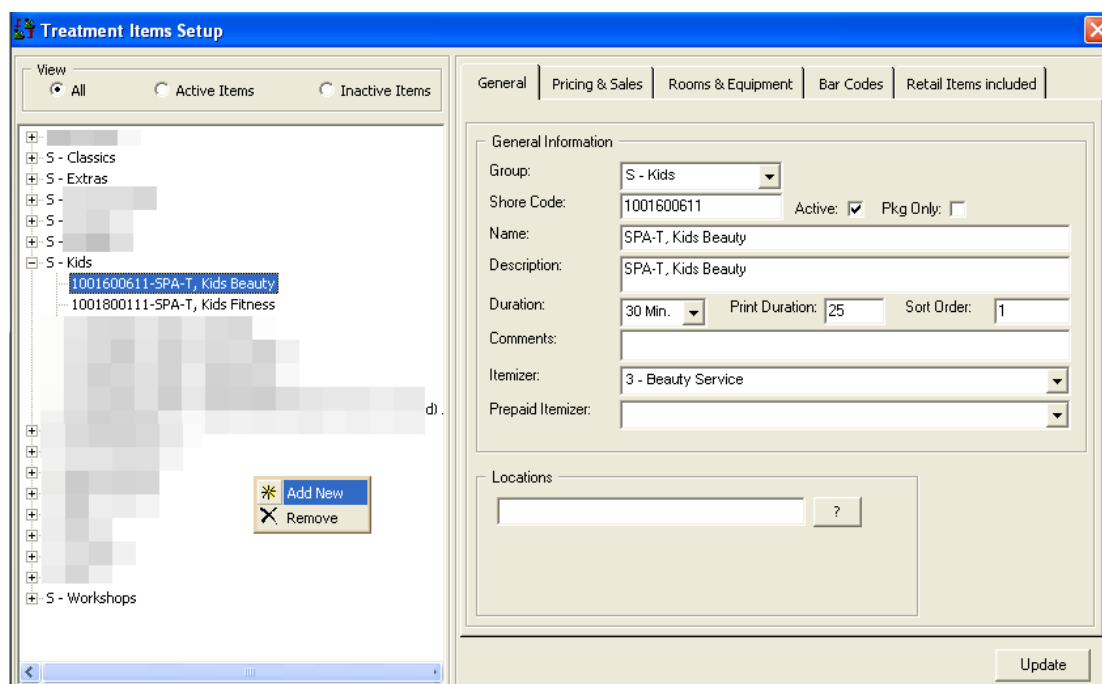 Treatment Items Setup
View
All Active Items Inactive Items
S - Classics
S - Extras
S -
S -
S -
S - Kids
1001600611-SPA-T, Kids Beauty
1001800111-SPA-T, Kids Fitness
d) .
Add New
Remove
S - Workshops
General Pricing & Sales Rooms & Equipment Bar Codes Retail Items included
General Information
Group: S - Kids
Shore Code: 1001600611 Active: Pkg Only:
Name: SPA-T, Kids Beauty
Description: SPA-T, Kids Beauty
Duration: 30 Min. Print Duration: 25 Sort Order: 1
Comments:
Itemizer: 3 - Beauty Service
Prepaid Itemizer:
Locations
?
Update